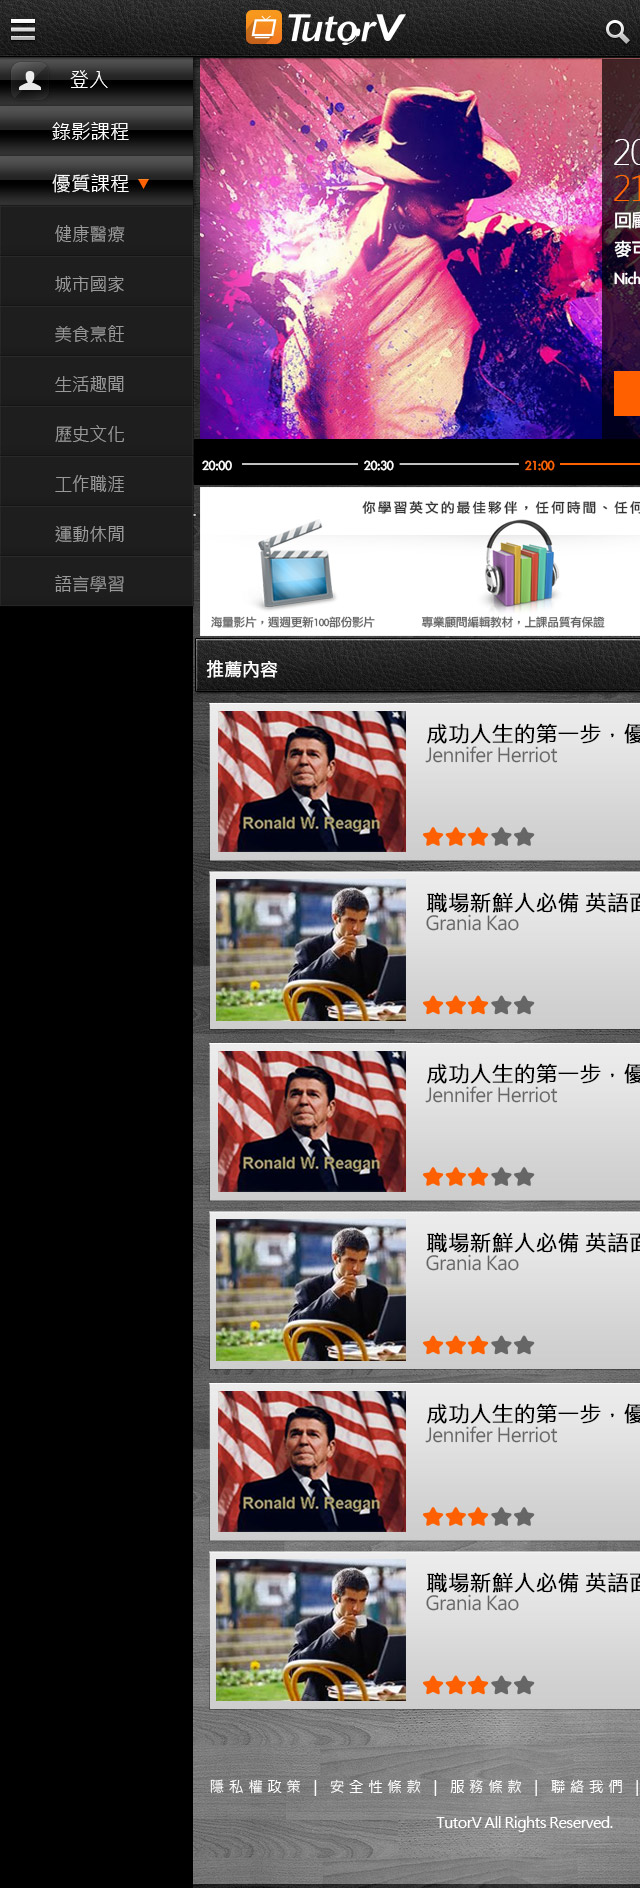 TutorV
登入
錄影課程
優質課程
健康醫療
城市國家
美食烹飪
生活趣聞
歷史文化
工作職涯
運動休閒
語言學習
20
21
回顧
麥可
Nich
20:00 20:30 21:00
你學習英文的最佳夥伴，任何時間、任何
海量影片，週週更新100部份影片
專業顧問編輯教材，上課品質有保證
推薦內容
成功人生的第一步，優
Jennifer Herriot
Ronald W. Reagan
職場新鮮人必備 英語面
Grania Kao
成功人生的第一步，優
Jennifer Herriot
Ronald W. Reagan
職場新鮮人必備 英語面
Grania Kao
成功人生的第一步，優
Jennifer Herriot
Ronald W. Reagan
職場新鮮人必備 英語面
Grania Kao
隱私權政策 | 安全性條款 | 服務條款 | 聯絡我們 |
TutorV All Rights Reserved.